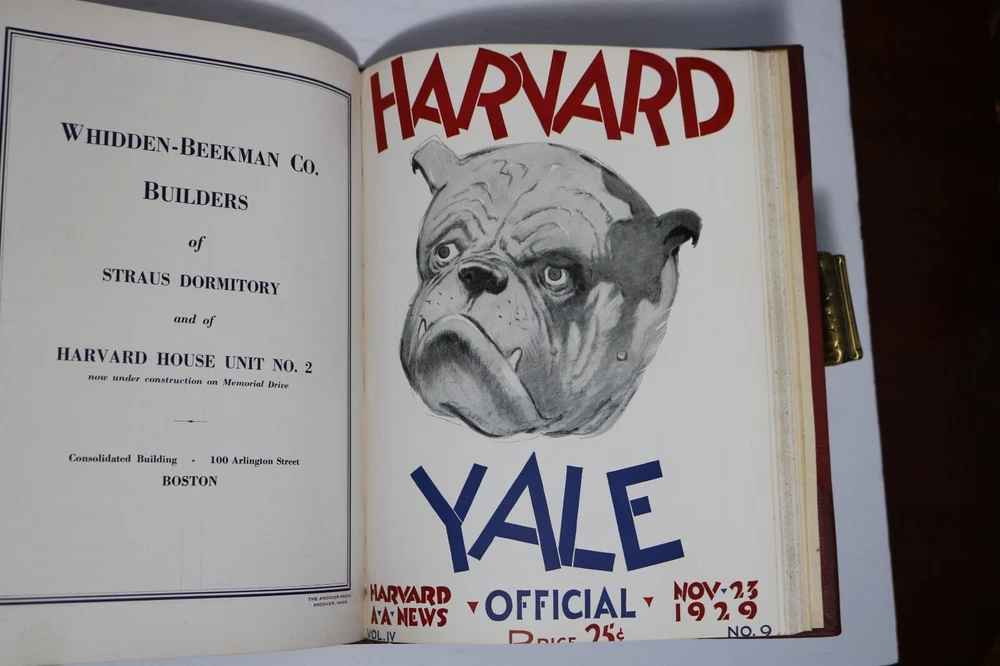 WHIDDEN-BEEKMAN CO.
BUILDERS
of
STRAUS DORMITORY
and of
HARVARD HOUSE UNIT NO. 2
now under construction on Memorial Drive
Consolidated Building - 100 Arlington Street
BOSTON
THE ANDOVER PRESS
ANDOVER, MASS.
HARVARD
YALE
HARVARD
A·A·NEWS
OFFICIAL
NOV·23
1929
VOL. IV
PRICE 25¢
NO. 9